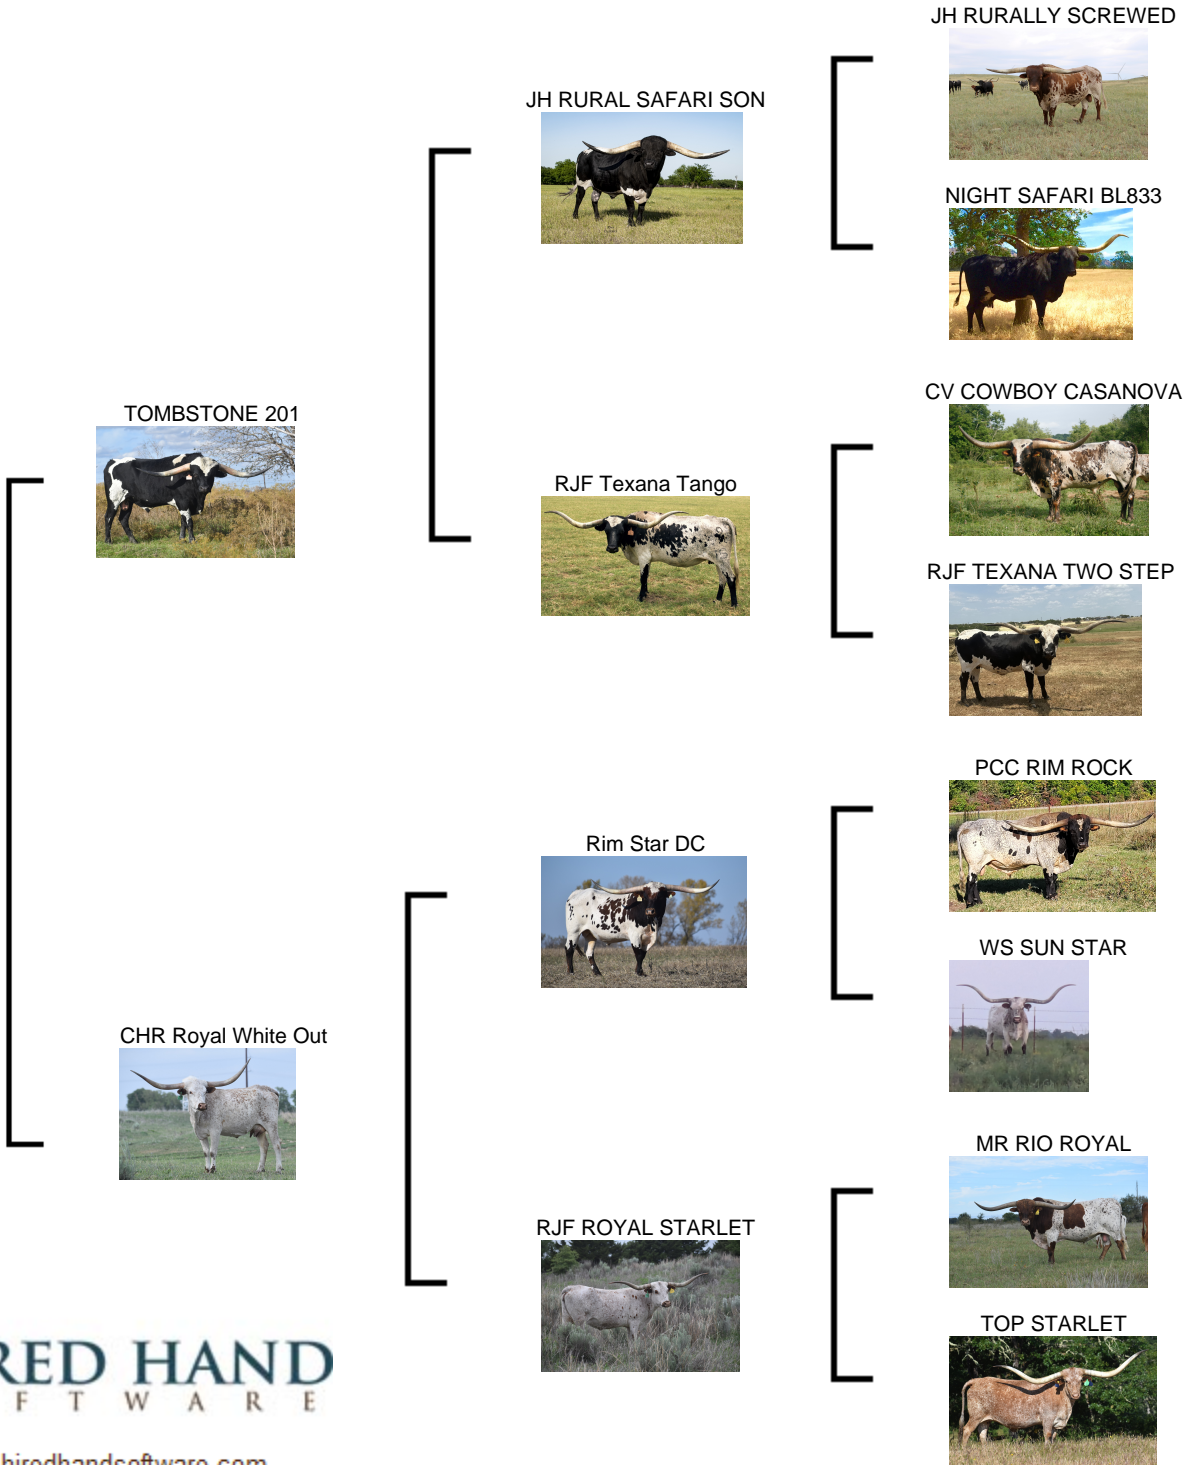 JH RURALLY SCREWED
JH RURAL SAFARI SON
NIGHT SAFARI BL833
TOMBSTONE 201
CV COWBOY CASANOVA
RJF Texana Tango
RJF TEXANA TWO STEP
PCC RIM ROCK
Rim Star DC
WS SUN STAR
CHR Royal White Out
MR RIO ROYAL
RJF ROYAL STARLET
TOP STARLET
RED HAND
F T W A R E
hiredhandsoftware.com